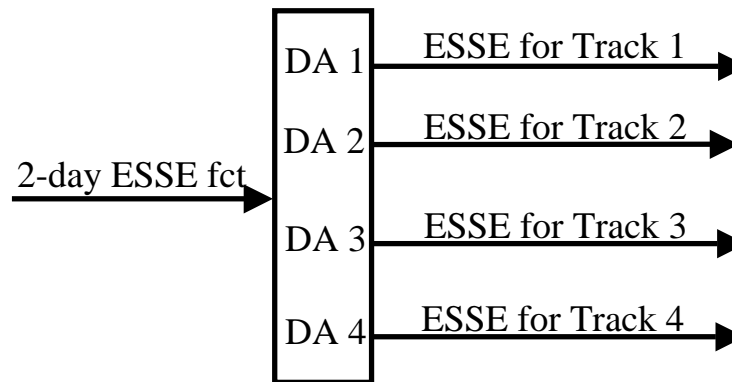 DA 1
ESSE for Track 1
DA 2
ESSE for Track 2
2-day ESSE fct
DA 3
ESSE for Track 3
DA 4
ESSE for Track 4